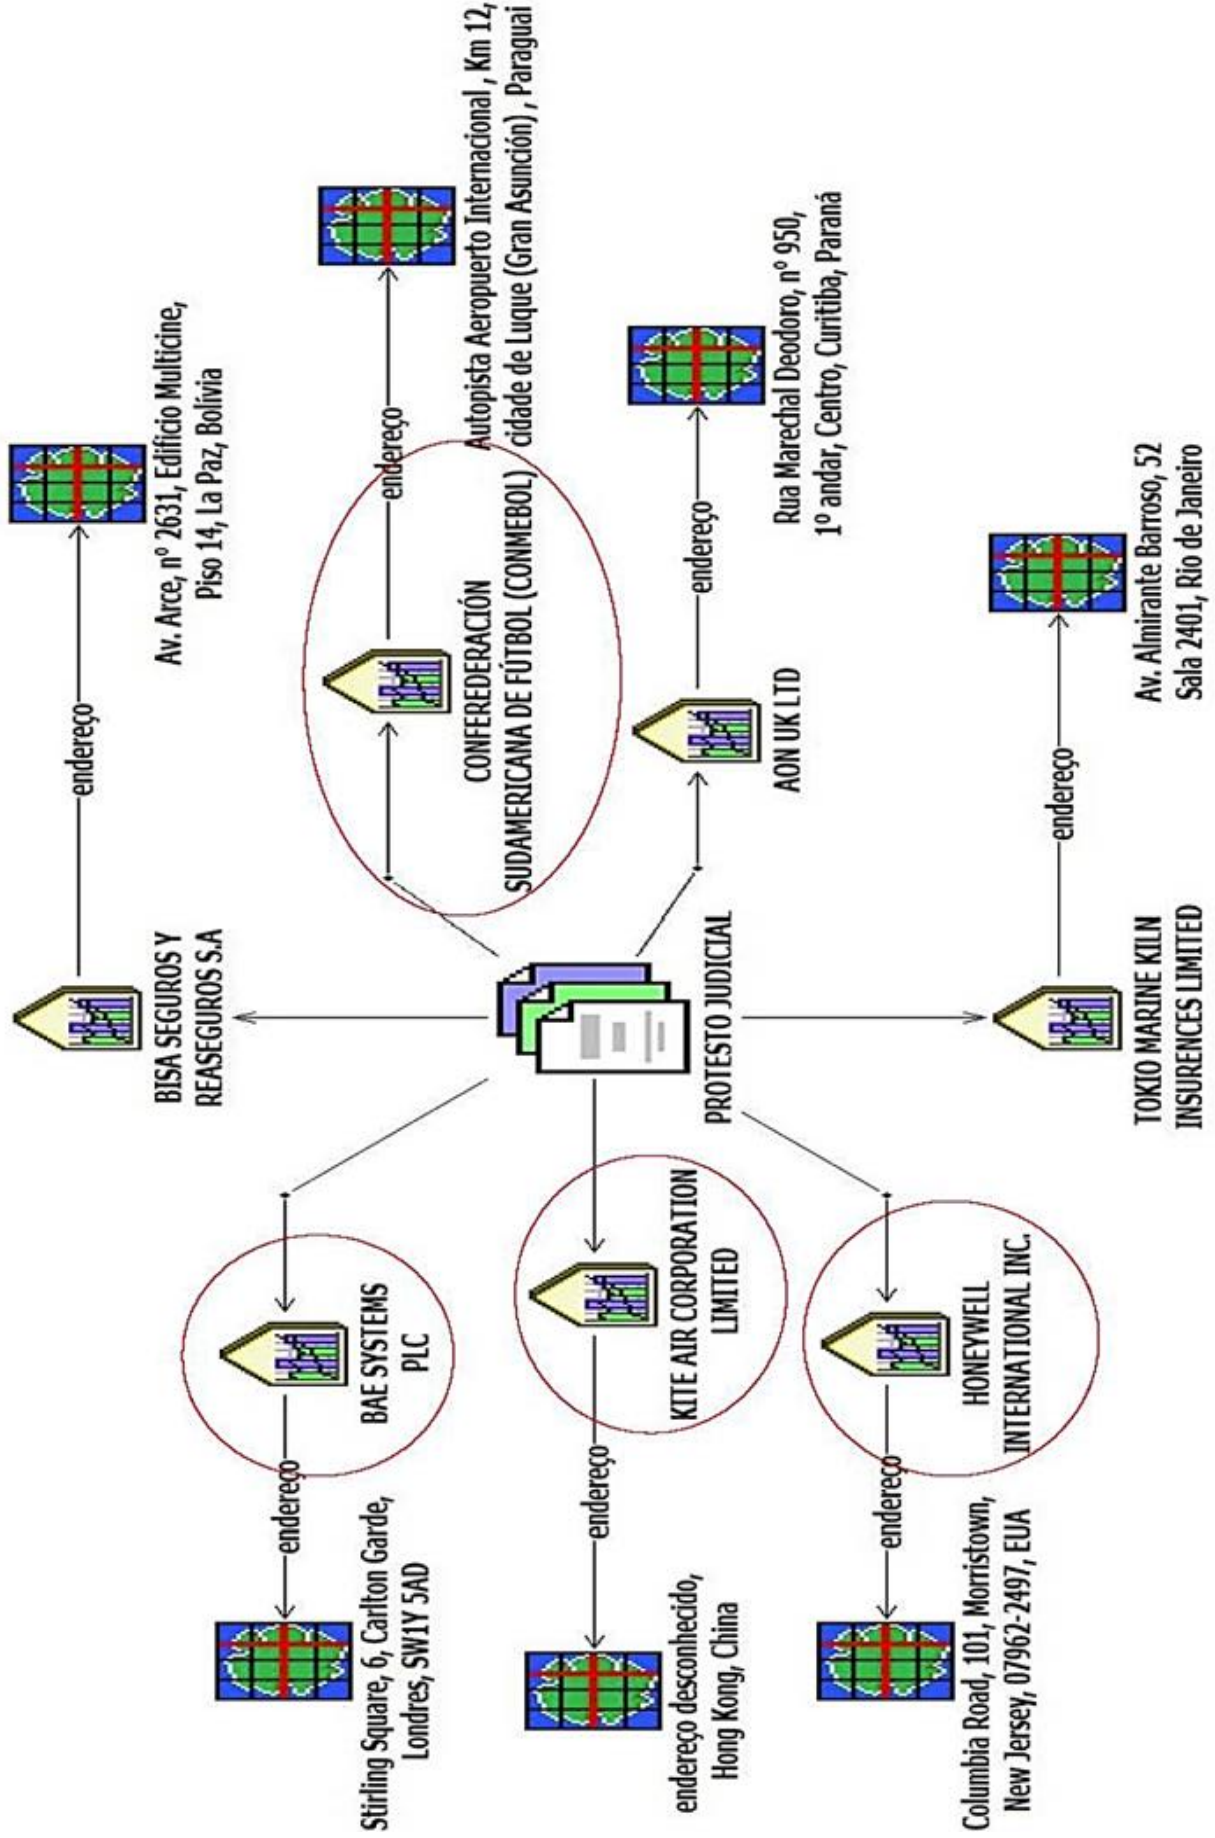 Stirling Square, 6, Carlton Garde,
Londres, SW1Y 5AD
endereço
BAE SYSTEMS
PLC
BISA SEGUROS Y
REASEGUROS S.A
endereço
Av. Arce, nº 2631, Edificio Multicine,
Piso 14, La Paz, Bolívia
CONFEREDERACIÓN
SUDAMERICANA DE FÚTBOL (CONMEBOL)
endereço
Autopista Aeropuerto Internacional , Km 12,
cidade de Luque (Gran Asunción) , Paraguai
endereço desconhecido,
Hong Kong, China
endereço
KITE AIR CORPORATION
LIMITED
PROTESTO JUDICIAL
AON UK LTD
endereço
Rua Marechal Deodoro, nº 950,
1º andar, Centro, Curitiba, Paraná
Columbia Road, 101, Morristown,
New Jersey, 07962-2497, EUA
endereço
HONEYWELL
INTERNATIONAL INC.
TOKIO MARINE KILN
INSURENCES LIMITED
endereço
Av. Almirante Barroso, 52
Sala 2401, Rio de Janeiro